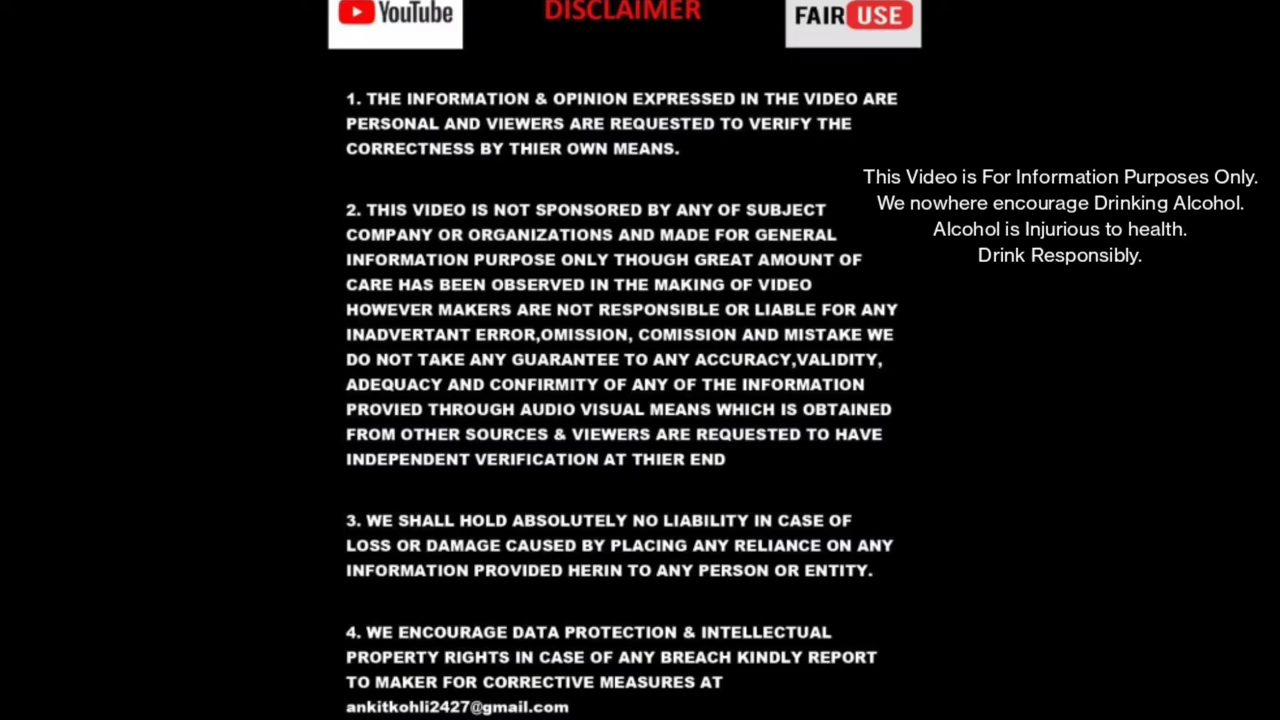 YouTube
DISCLAIMER
FAIR USE
1. THE INFORMATION & OPINION EXPRESSED IN THE VIDEO ARE
PERSONAL AND VIEWERS ARE REQUESTED TO VERIFY THE
CORRECTNESS BY THIER OWN MEANS.
2. THIS VIDEO IS NOT SPONSORED BY ANY OF SUBJECT
COMPANY OR ORGANIZATIONS AND MADE FOR GENERAL
INFORMATION PURPOSE ONLY THOUGH GREAT AMOUNT OF
CARE HAS BEEN OBSERVED IN THE MAKING OF VIDEO
HOWEVER MAKERS ARE NOT RESPONSIBLE OR LIABLE FOR ANY
INADVERTANT ERROR,OMISSION, COMISSION AND MISTAKE WE
DO NOT TAKE ANY GUARANTEE TO ANY ACCURACY,VALIDITY,
ADEQUACY AND CONFIRMITY OF ANY OF THE INFORMATION
PROVIED THROUGH AUDIO VISUAL MEANS WHICH IS OBTAINED
FROM OTHER SOURCES & VIEWERS ARE REQUESTED TO HAVE
INDEPENDENT VERIFICATION AT THIER END
3. WE SHALL HOLD ABSOLUTELY NO LIABILITY IN CASE OF
LOSS OR DAMAGE CAUSED BY PLACING ANY RELIANCE ON ANY
INFORMATION PROVIDED HERIN TO ANY PERSON OR ENTITY.
4. WE ENCOURAGE DATA PROTECTION & INTELLECTUAL
PROPERTY RIGHTS IN CASE OF ANY BREACH KINDLY REPORT
TO MAKER FOR CORRECTIVE MEASURES AT
ankitkohli2427@gmail.com
This Video is For Information Purposes Only.
We nowhere encourage Drinking Alcohol.
Alcohol is Injurious to health.
Drink Responsibly.